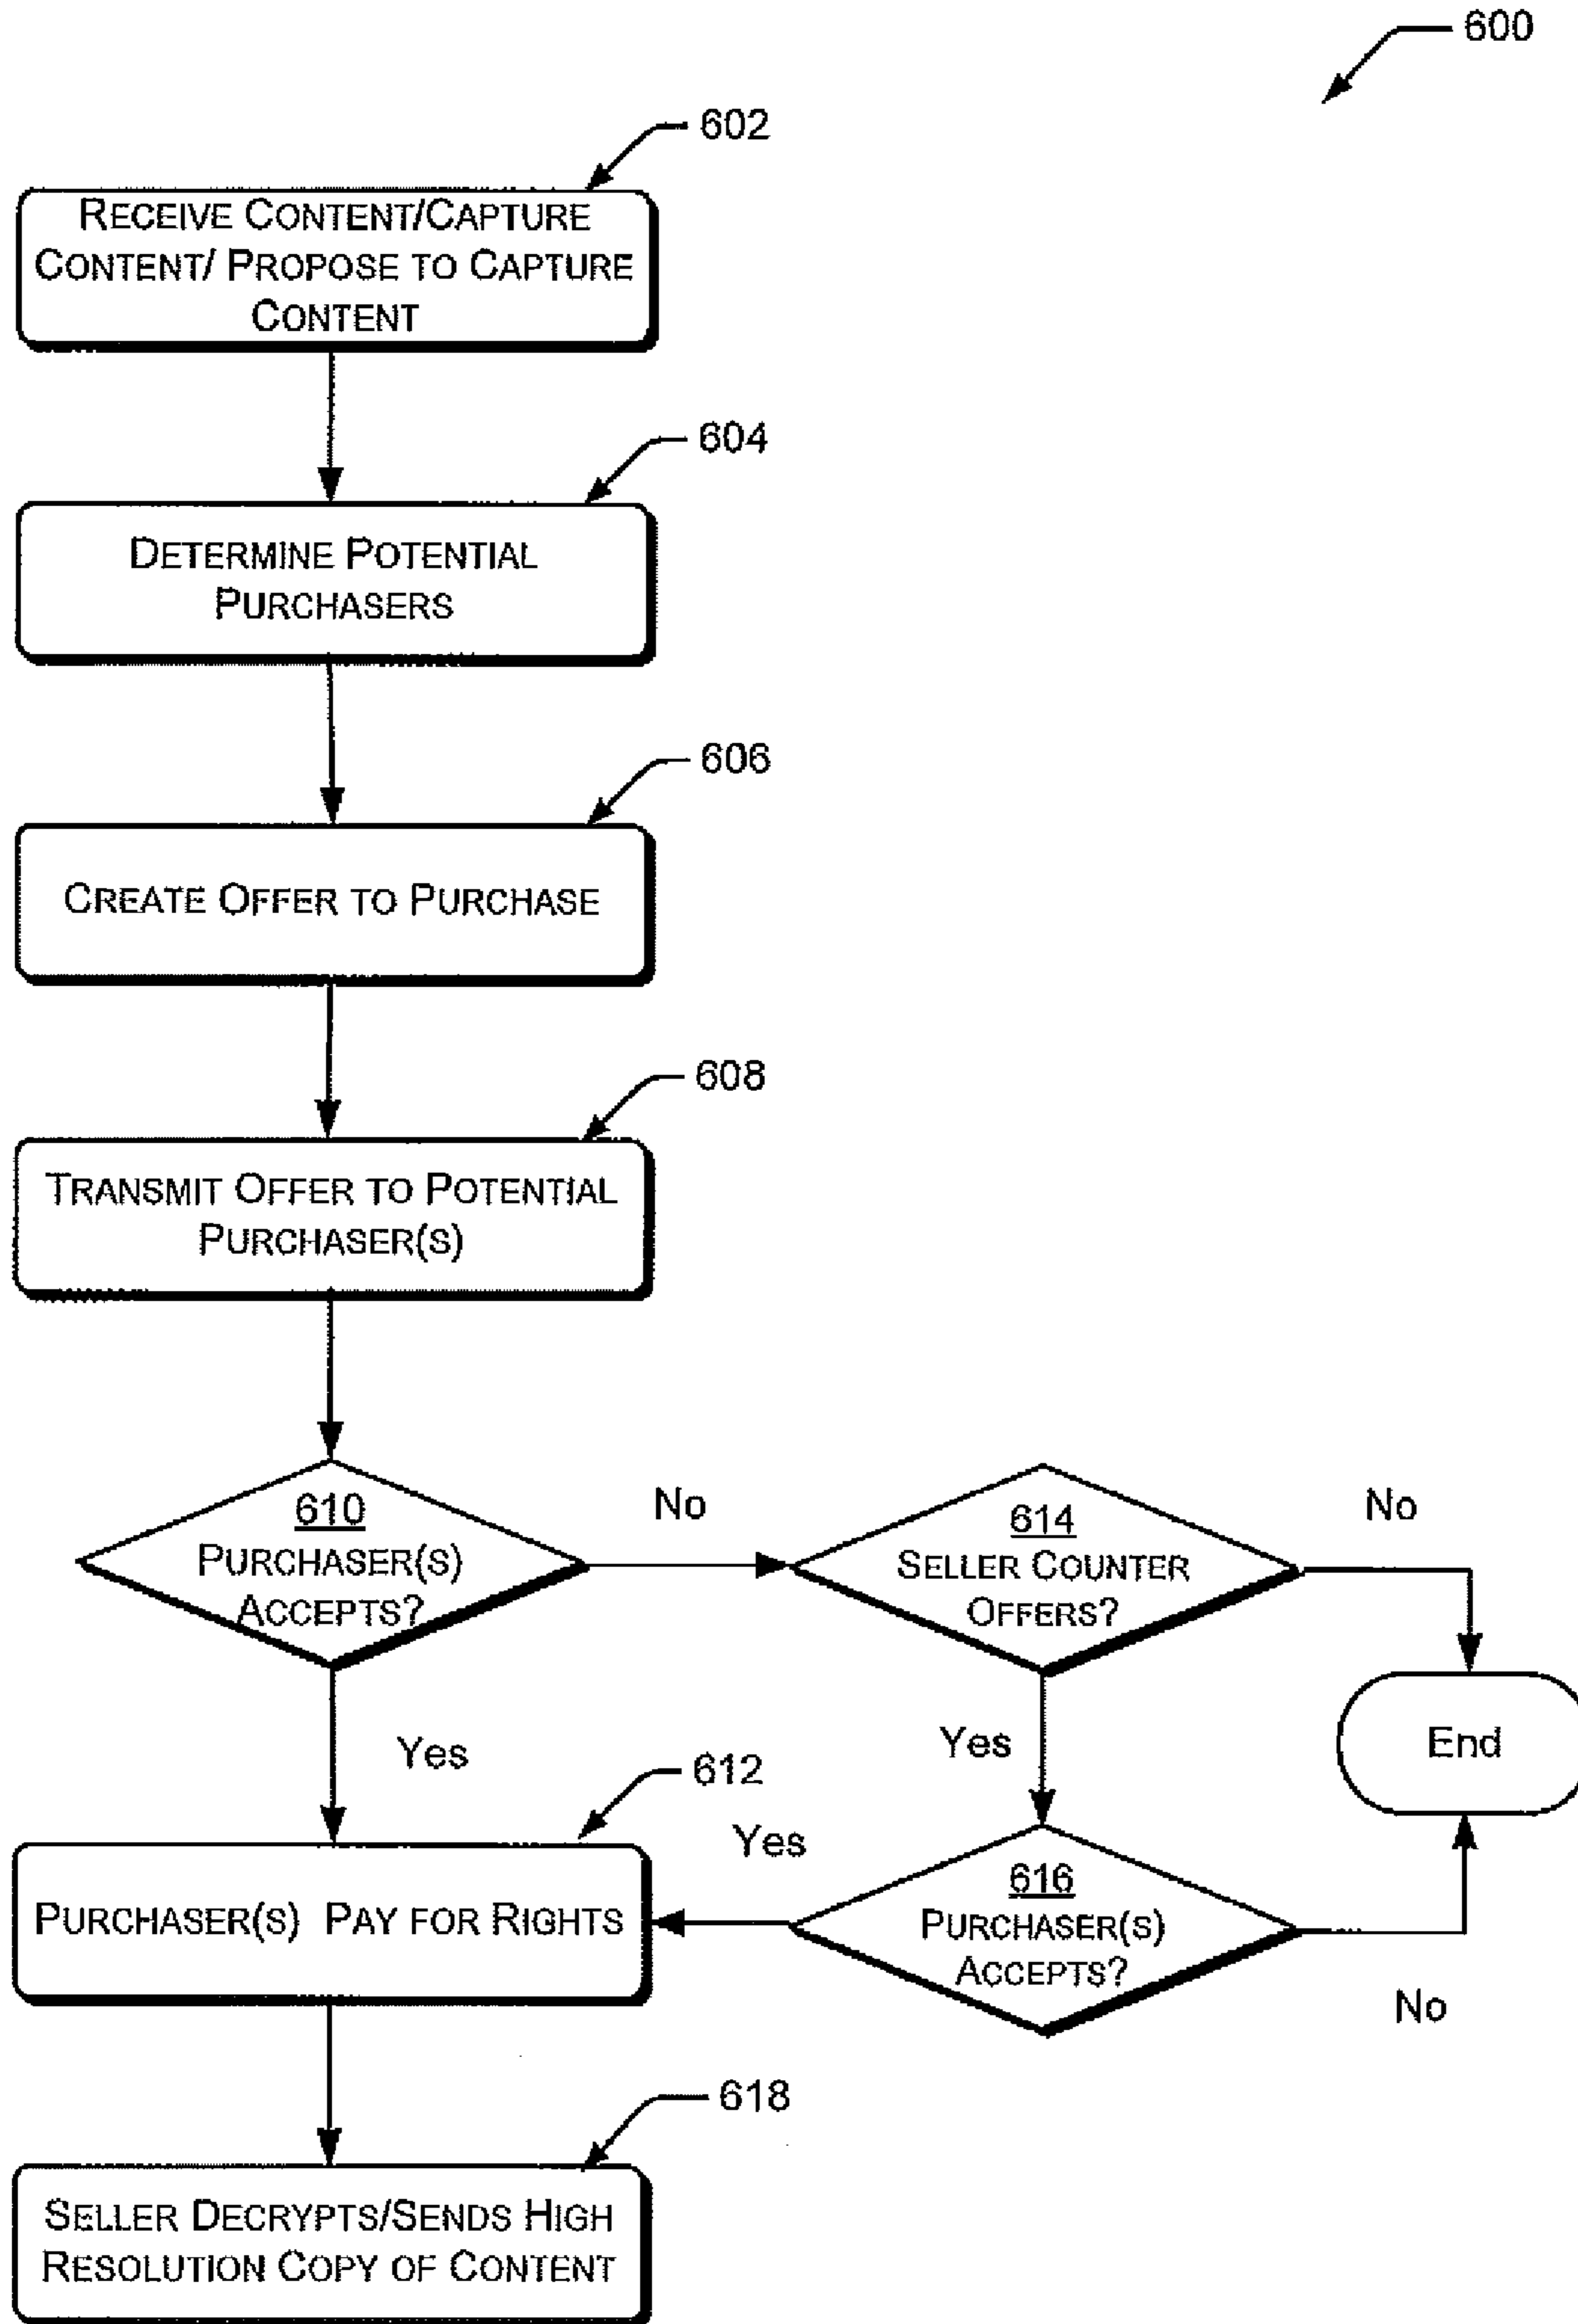 600
602
RECEIVE CONTENT/CAPTURE
CONTENT/ PROPOSE TO CAPTURE
CONTENT
604
DETERMINE POTENTIAL
PURCHASERS
606
CREATE OFFER TO PURCHASE
608
TRANSMIT OFFER TO POTENTIAL
PURCHASER(S)
610
PURCHASER(S)
ACCEPTS?
No
614
SELLER COUNTER
OFFERS?
No
Yes
Yes
End
612
PURCHASER(S) PAY FOR RIGHTS
Yes
616
PURCHASER(S)
ACCEPTS?
No
618
SELLER DECRYPTS/SENDS HIGH
RESOLUTION COPY OF CONTENT